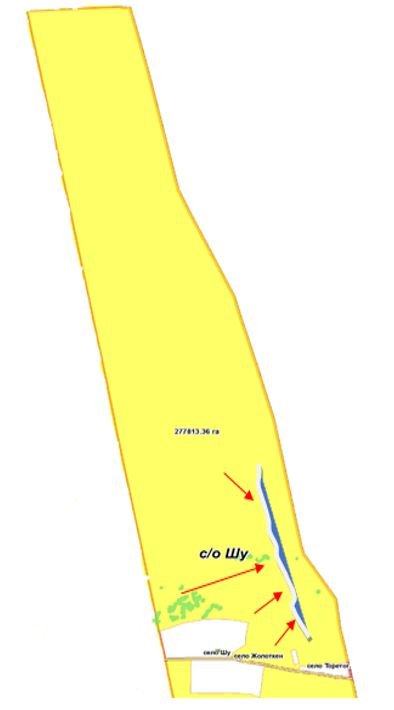 277813.36 га
с/о Шу
село Шу
село Жолоткен
село Торетог